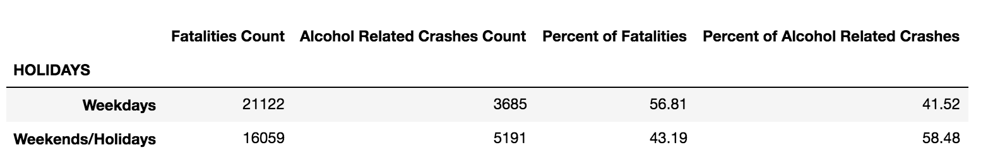 Fatalities Count Alcohol Related Crashes Count Percent of Fatalities Percent of Alcohol Related Crashes
HOLIDAYS
Weekdays 21122 3685 56.81 41.52
Weekends/Holidays 16059 5191 43.19 58.48